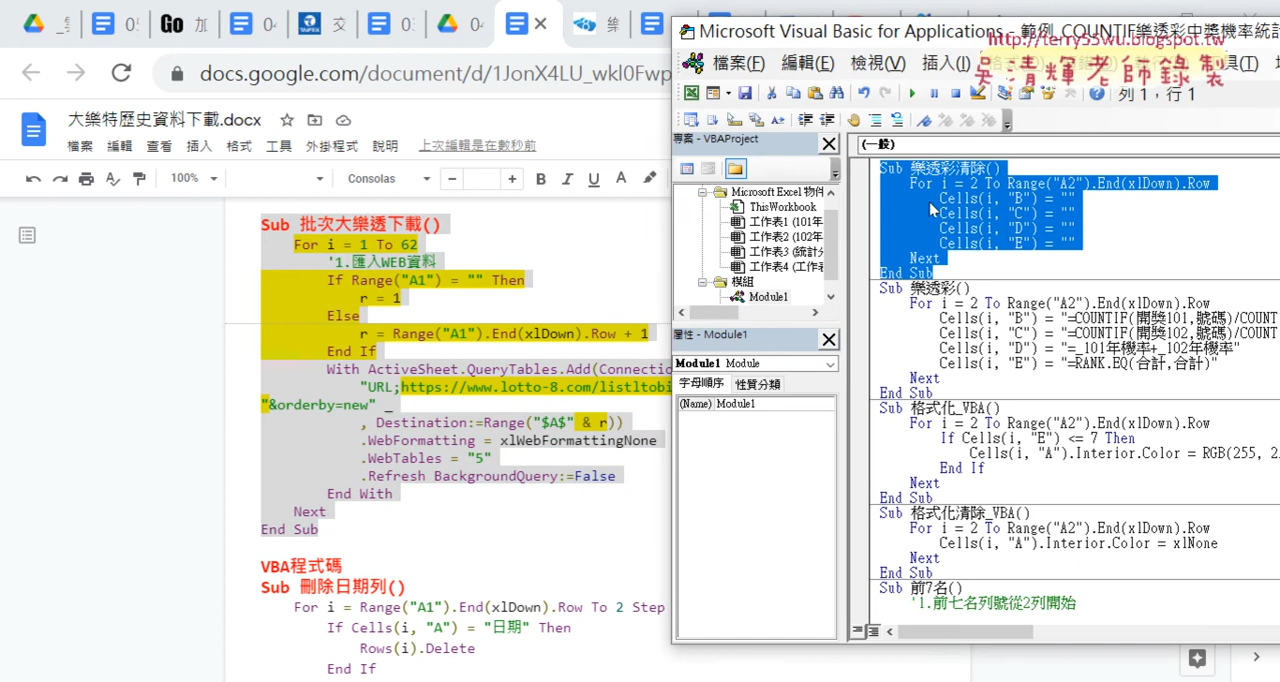 Go
docs.google.com/document/d/1JonX4LU_wkl0Fwp
大樂特歷史資料下載.docx
檔案 編輯 查看 插入 格式 工具 外掛程式 說明 上次編輯是在數秒前
100% Consolas
Sub 批次大樂透下載()
For i = 1 To 62
'1.匯入WEB資料
If Range("A1") = "" Then
r = 1
Else
r = Range("A1").End(xlDown).Row + 1
End If
With ActiveSheet.QueryTables.Add(Connectio
"URL;https://www.lotto-8.com/listltobi
"&orderby=new" _
, Destination:=Range("$A$" & r))
.WebFormatting = xlWebFormattingNone
.WebTables = "5"
.Refresh BackgroundQuery:=False
End With
Next
End Sub
VBA程式碼
Sub 刪除日期列()
For i = Range("A1").End(xlDown).Row To 2 Step
If Cells(i, "A") = "日期" Then
Rows(i).Delete
End If
Microsoft Visual Basic for Applications - 範例_COUNTIF樂透彩中獎機率統計
http://terry55wu.blogspot.tw
吳清輝老師錄製
檔案(F) 編輯(E) 檢視(V) 插入(I)
列 1，行 1
專案 - VBAProject
Microsoft Excel 物件
ThisWorkbook
工作表1 (101年
工作表2 (102年
工作表3 (統計分
工作表4 (工作表
模組
Module1
屬性 - Module1
Module1 Module
字母順序 性質分類
(Name) Module1
(一般)
Sub 樂透彩清除()
For i = 2 To Range("A2").End(xlDown).Row
Cells(i, "B") = ""
Cells(i, "C") = ""
Cells(i, "D") = ""
Cells(i, "E") = ""
Next
End Sub
Sub 樂透彩()
For i = 2 To Range("A2").End(xlDown).Row
Cells(i, "B") = "=COUNTIF(開獎101,號碼)/COUNT
Cells(i, "C") = "=COUNTIF(開獎102,號碼)/COUNT
Cells(i, "D") = "=_101年機率+_102年機率"
Cells(i, "E") = "=RANK.EQ(合計,合計)"
Next
End Sub
Sub 格式化_VBA()
For i = 2 To Range("A2").End(xlDown).Row
If Cells(i, "E") <= 7 Then
Cells(i, "A").Interior.Color = RGB(255, 2
End If
Next
End Sub
Sub 格式化清除_VBA()
For i = 2 To Range("A2").End(xlDown).Row
Cells(i, "A").Interior.Color = xlNone
Next
End Sub
Sub 前7名()
'1.前七名列號從2列開始